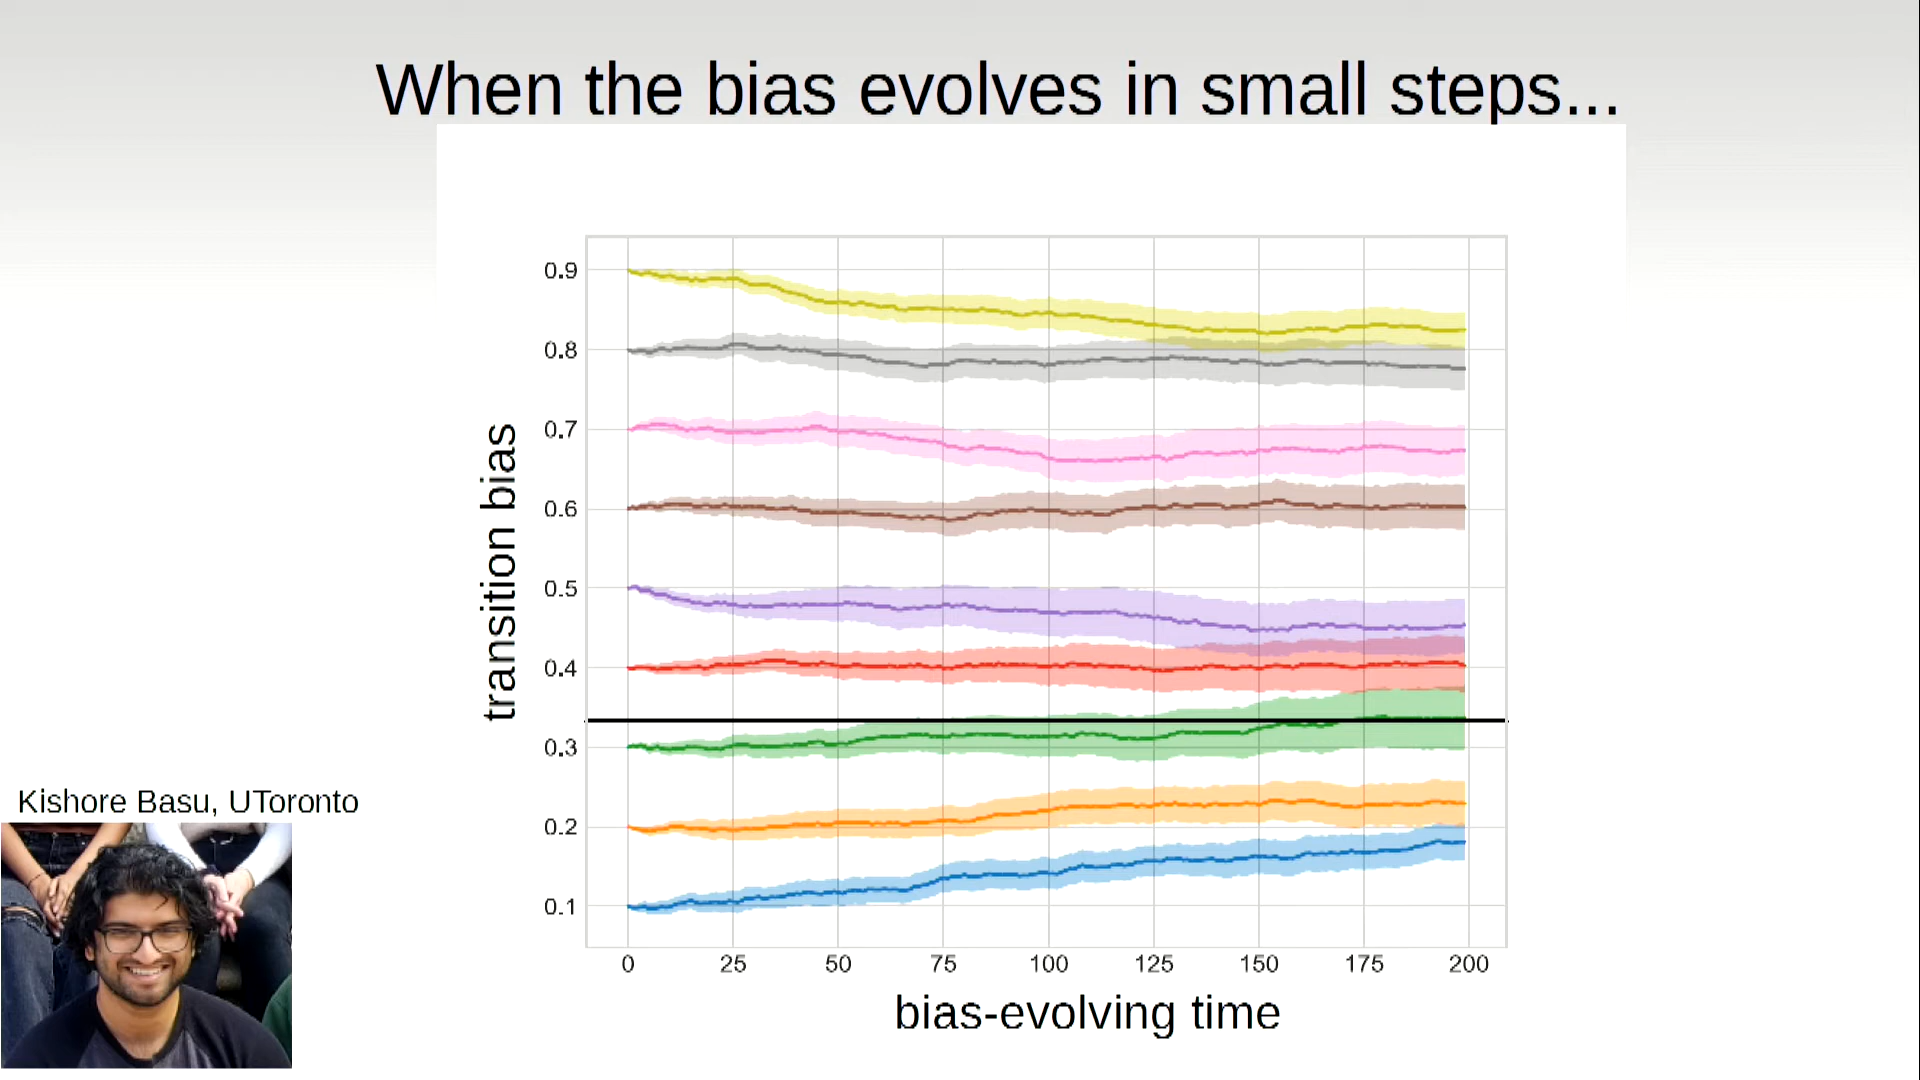 When the bias evolves in small steps...
transition bias
0.9
0.8
0.7
0.6
0.5
0.4
0.3
0.2
0.1
0 25 50 75 100 125 150 175 200
bias-evolving time
Kishore Basu, UToronto